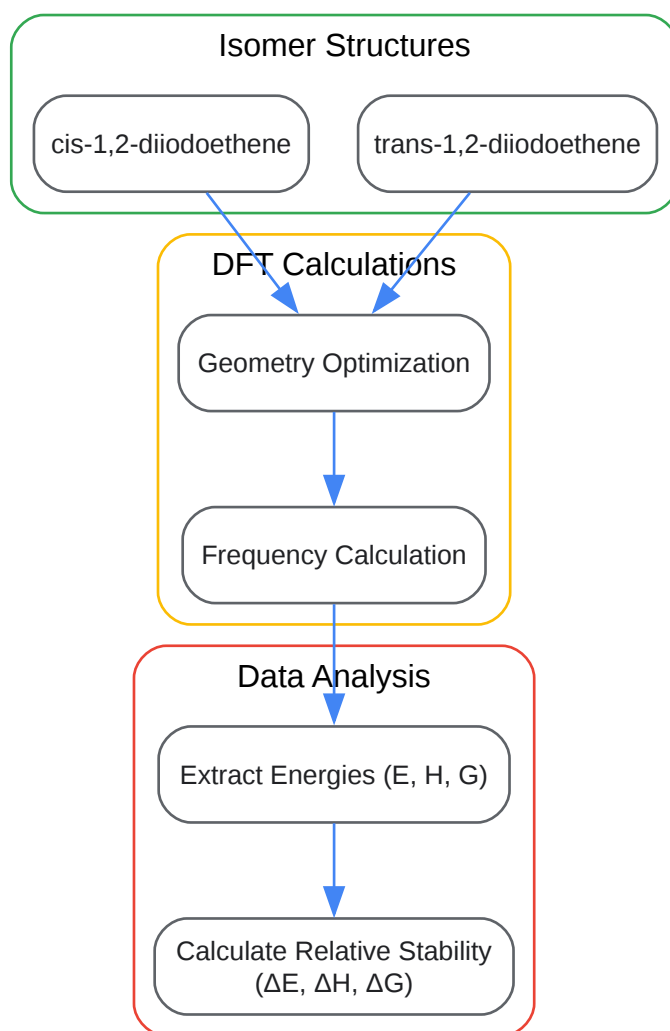 Isomer Structures
cis-1,2-diiodoethene
trans-1,2-diiodoethene
DFT Calculations
Geometry Optimization
Frequency Calculation
Data Analysis
Extract Energies (E, H, G)
Calculate Relative Stability
(ΔE, ΔH, ΔG)